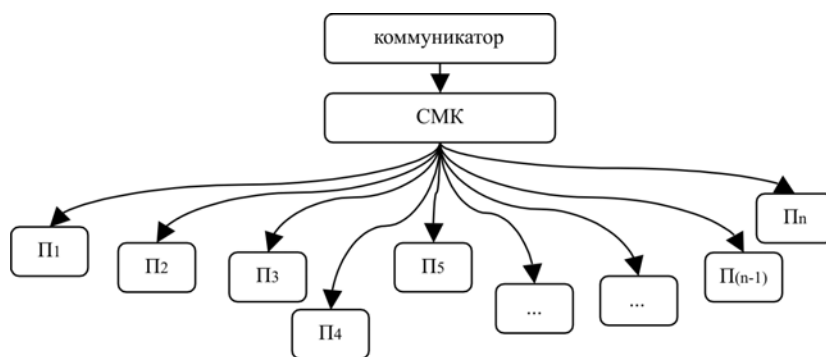 коммуникатор
СМК
П1
П2
П3
П4
П5
...
...
П(n-1)
Пn